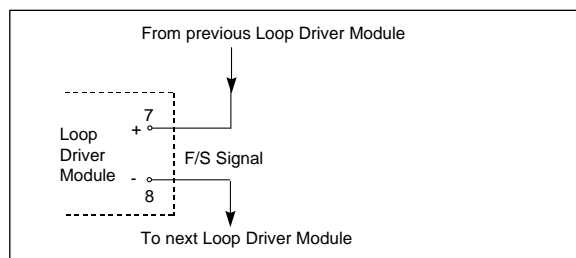 From previous Loop Driver Module
7
+
Loop
Driver
Module
F/S Signal
-
8
To next Loop Driver Module